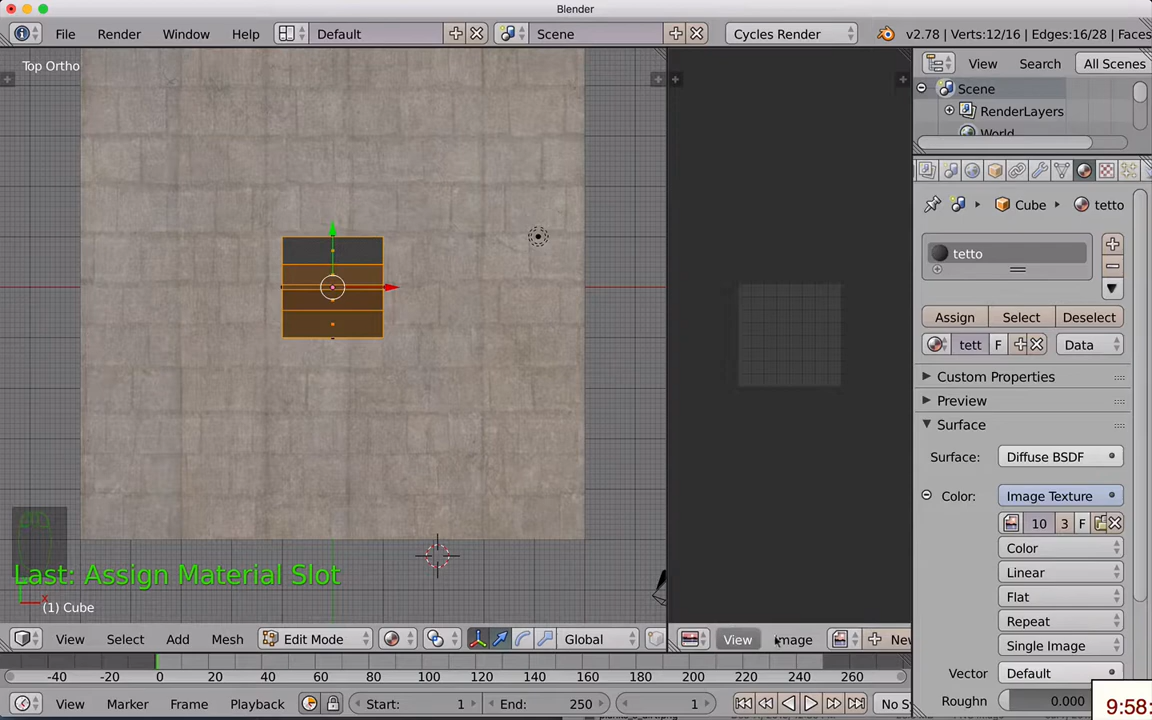 Blender
File Render Window Help Default Scene Cycles Render v2.78 | Verts:12/16 | Edges:16/28 | Faces
Top Ortho
View Search All Scenes
Scene
RenderLayers
World
Cube tetto
tetto
Assign Select Deselect
tett F Data
Custom Properties
Preview
Surface
Surface: Diffuse BSDF
Color: Image Texture
10 3 F
Color
Linear
Flat
Repeat
Single Image
Vector Default
Roughn 0.000
Last: Assign Material Slot
x
(1) Cube
View Select Add Mesh Edit Mode Global View Image Nev
-40 -20 0 20 40 60 80 100 120 140 160 180 200 220 240 260
View Marker Frame Playback Start: 1 End: 250 1 No S
9:58: